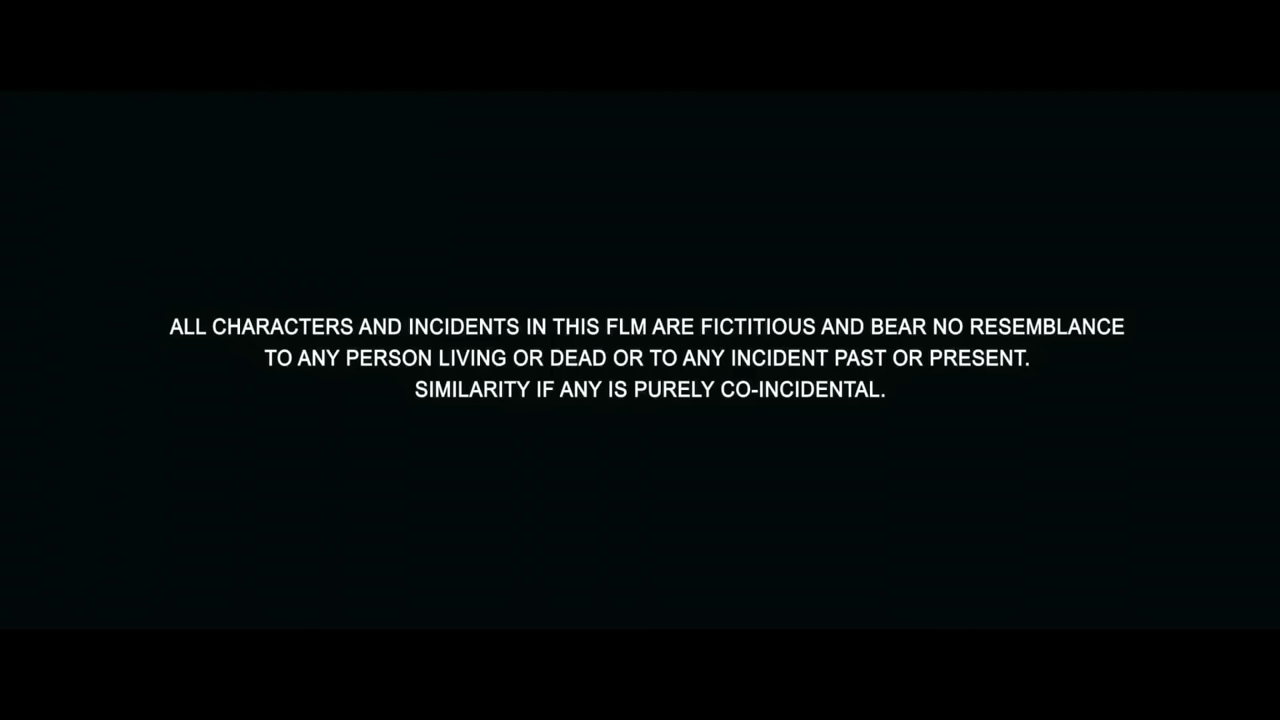 ALL CHARACTERS AND INCIDENTS IN THIS FLM ARE FICTITIOUS AND BEAR NO RESEMBLANCE
TO ANY PERSON LIVING OR DEAD OR TO ANY INCIDENT PAST OR PRESENT.
SIMILARITY IF ANY IS PURELY CO-INCIDENTAL.